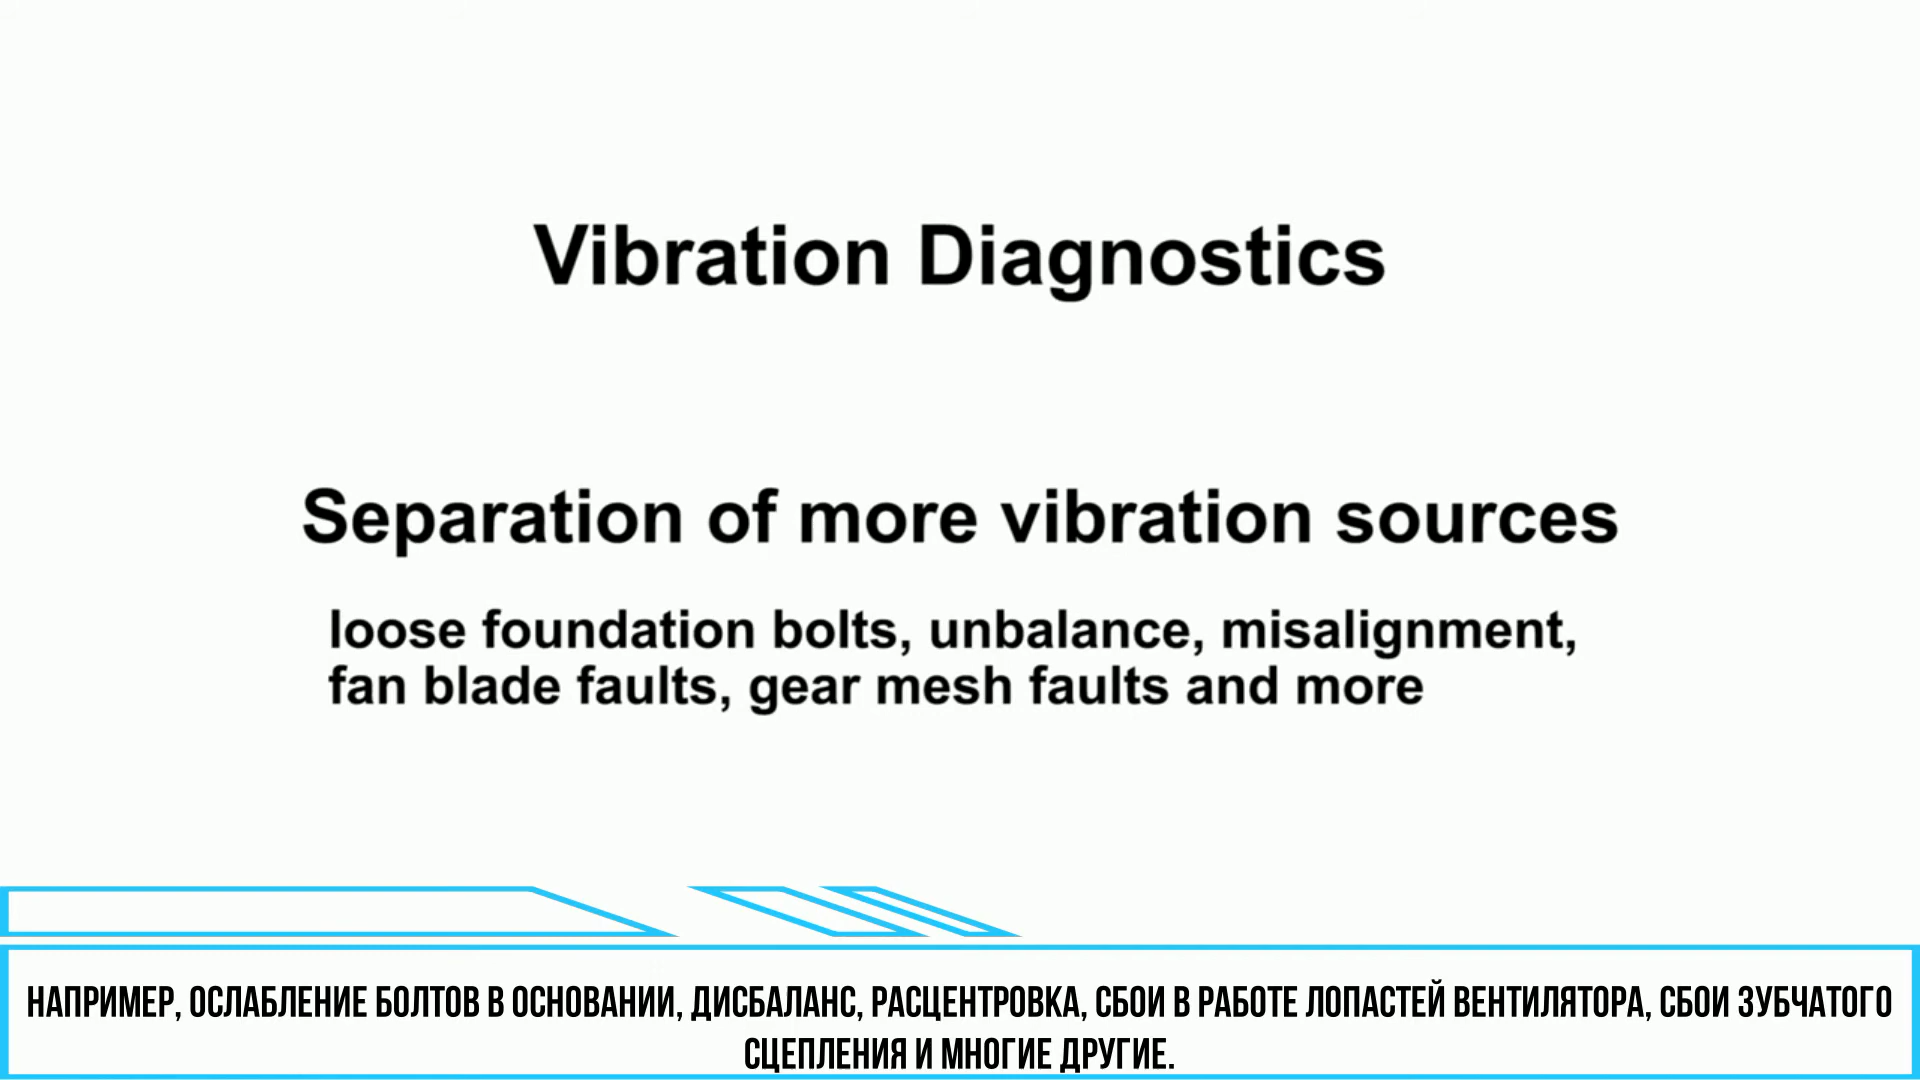 Vibration Diagnostics
Separation of more vibration sources
loose foundation bolts, unbalance, misalignment,
fan blade faults, gear mesh faults and more
НАПРИМЕР, ОСЛАБЛЕНИЕ БОЛТОВ В ОСНОВАНИИ, ДИСБАЛАНС, РАСЦЕНТРОВКА, СБОИ В РАБОТЕ ЛОПАСТЕЙ ВЕНТИЛЯТОРА, СБОИ ЗУБЧАТОГО
СЦЕПЛЕНИЯ И МНОГИЕ ДРУГИЕ.